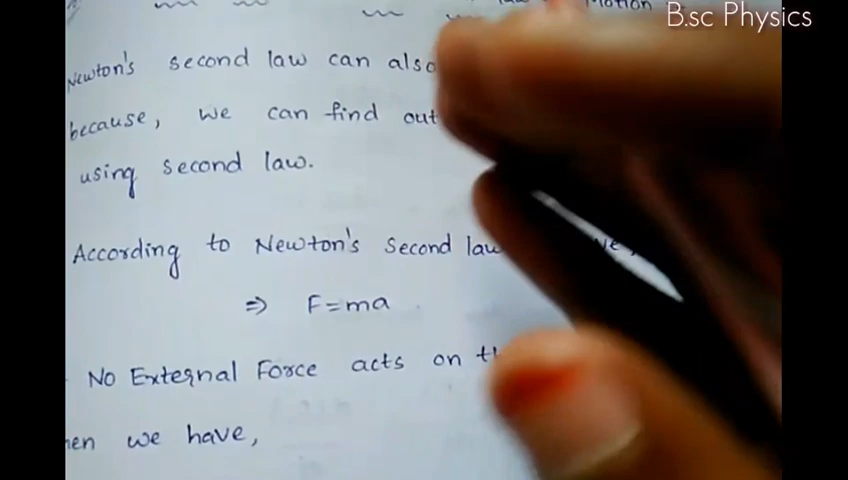 Motion
B.sc Physics
Newton's second law can also
because, we can find out
using second law.
According to Newton's Second law
⇒ F=ma
No External Force acts on
we have,